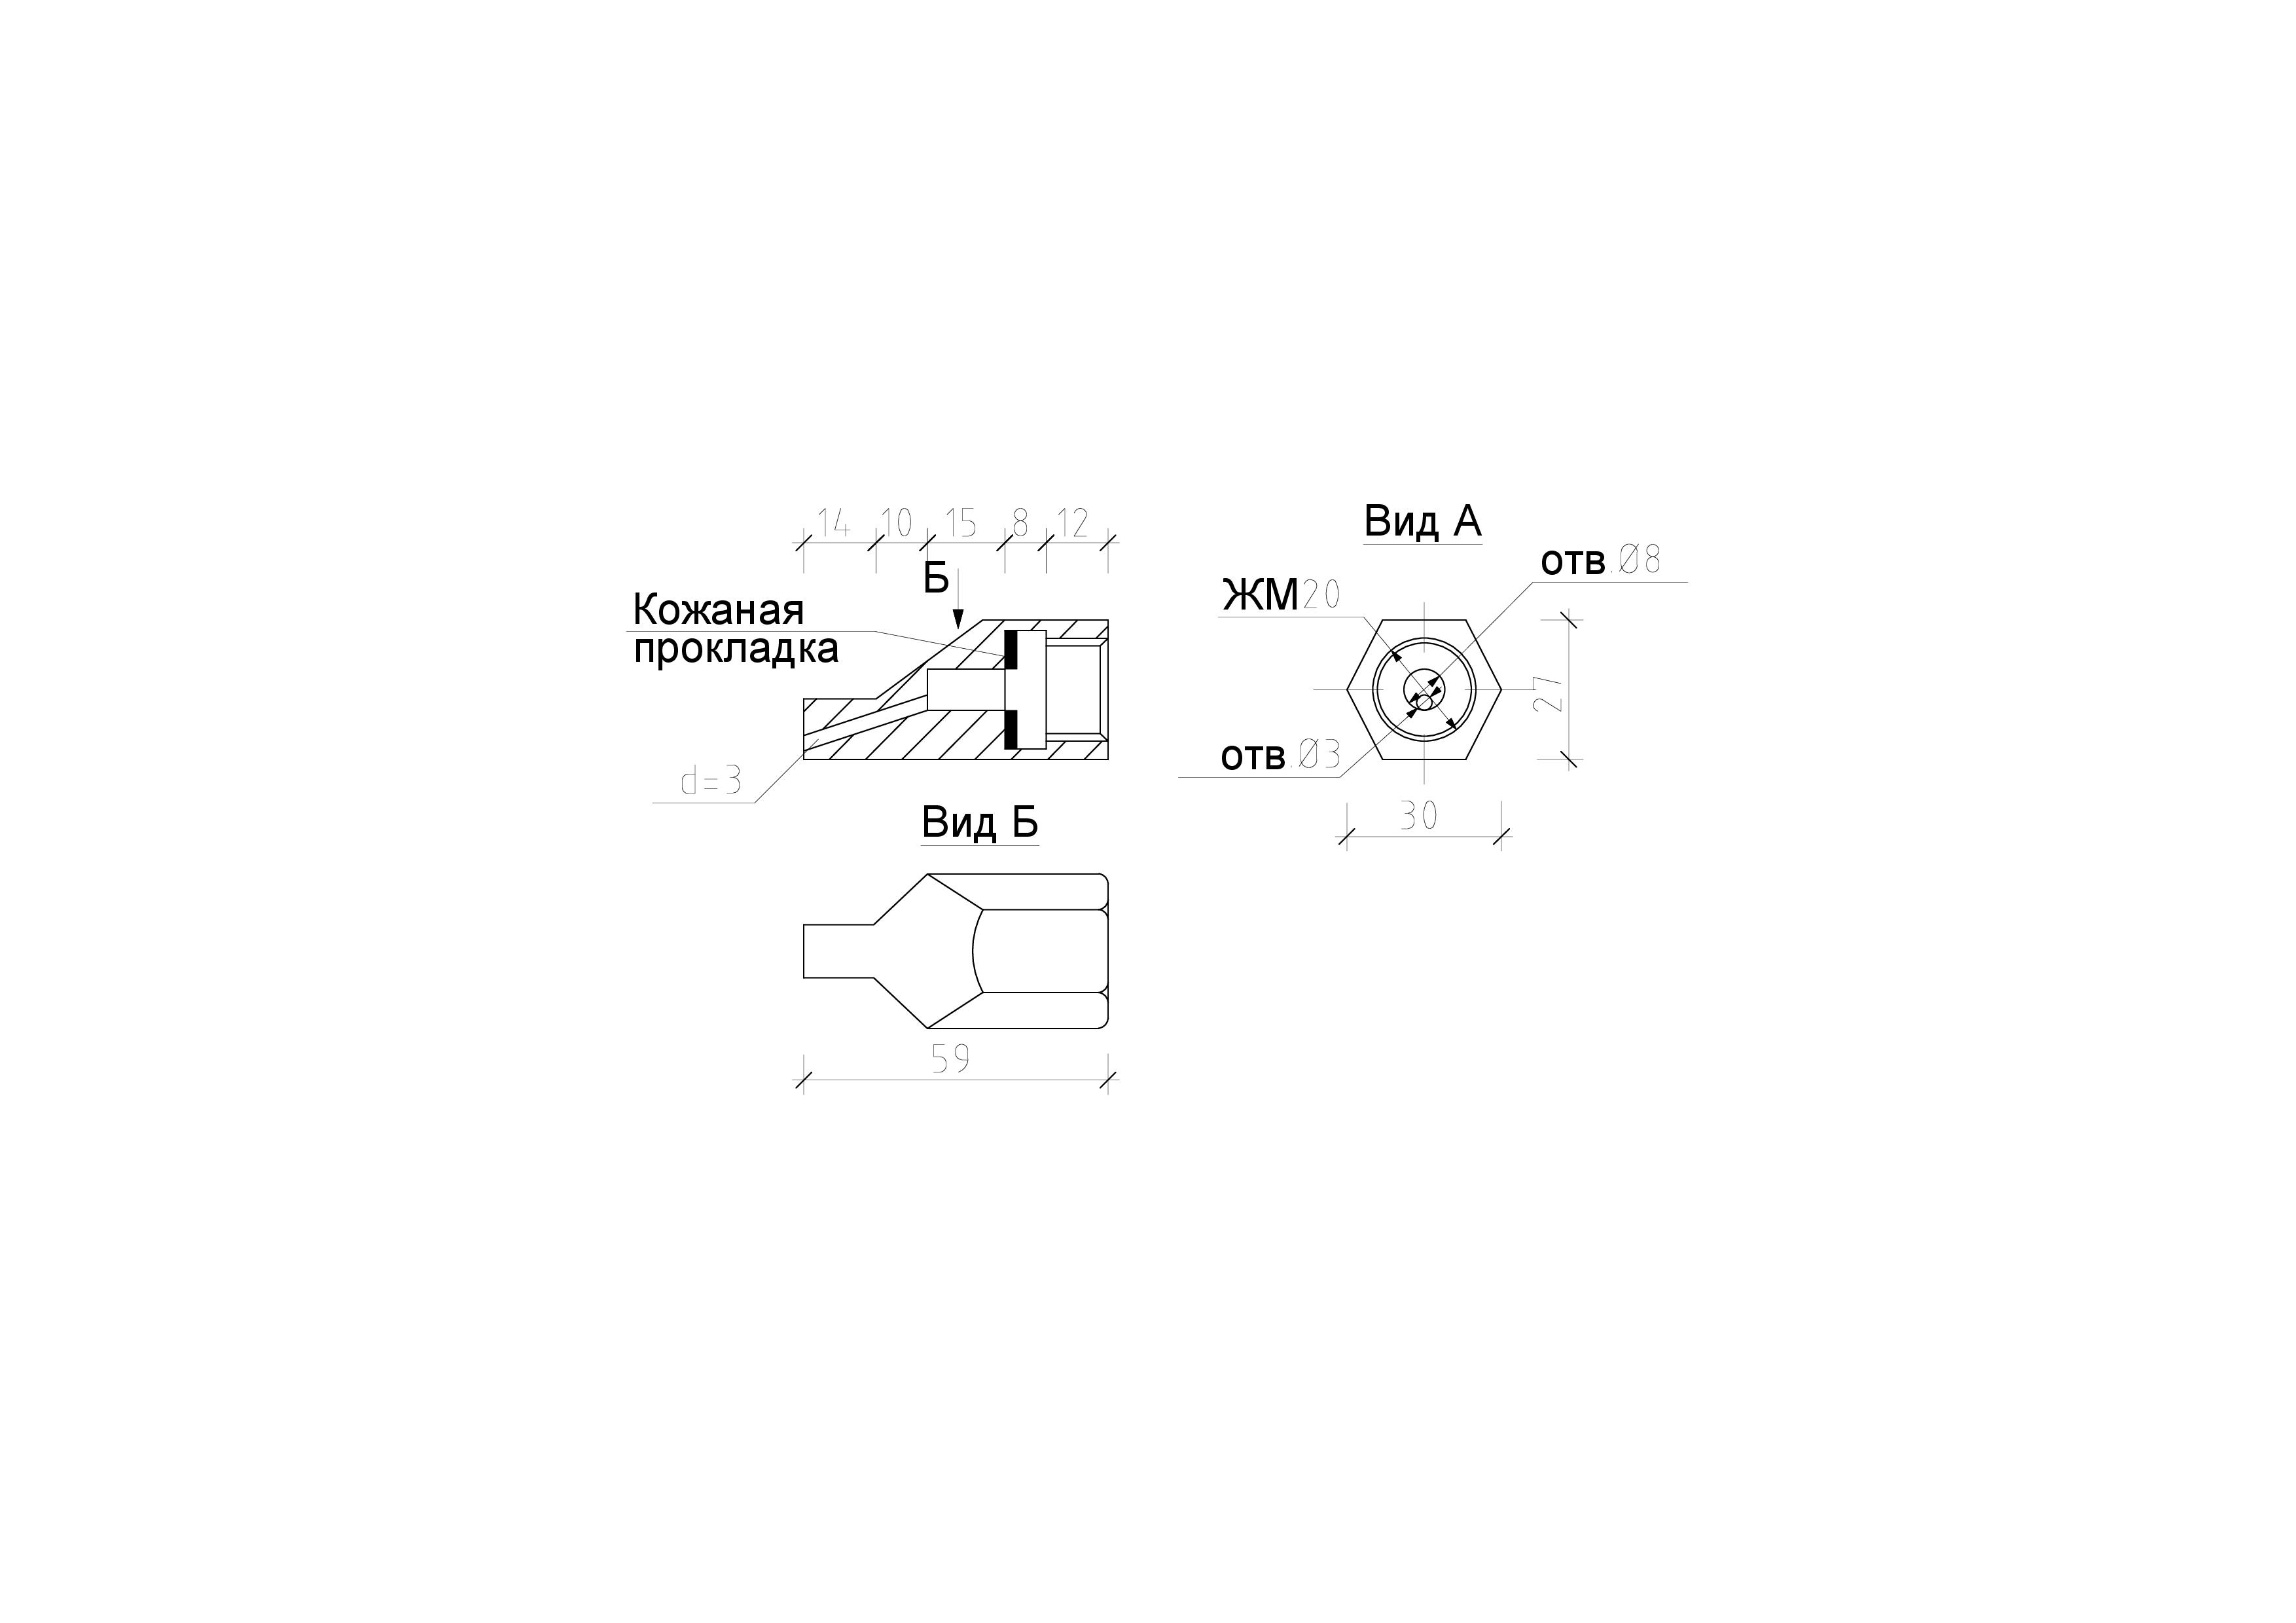 14 10 15 8 12
Б
Кожаная
прокладка
d=3
Вид А
отв.Ø8
ЖМ20
отв.Ø3
27
30
Вид Б
59